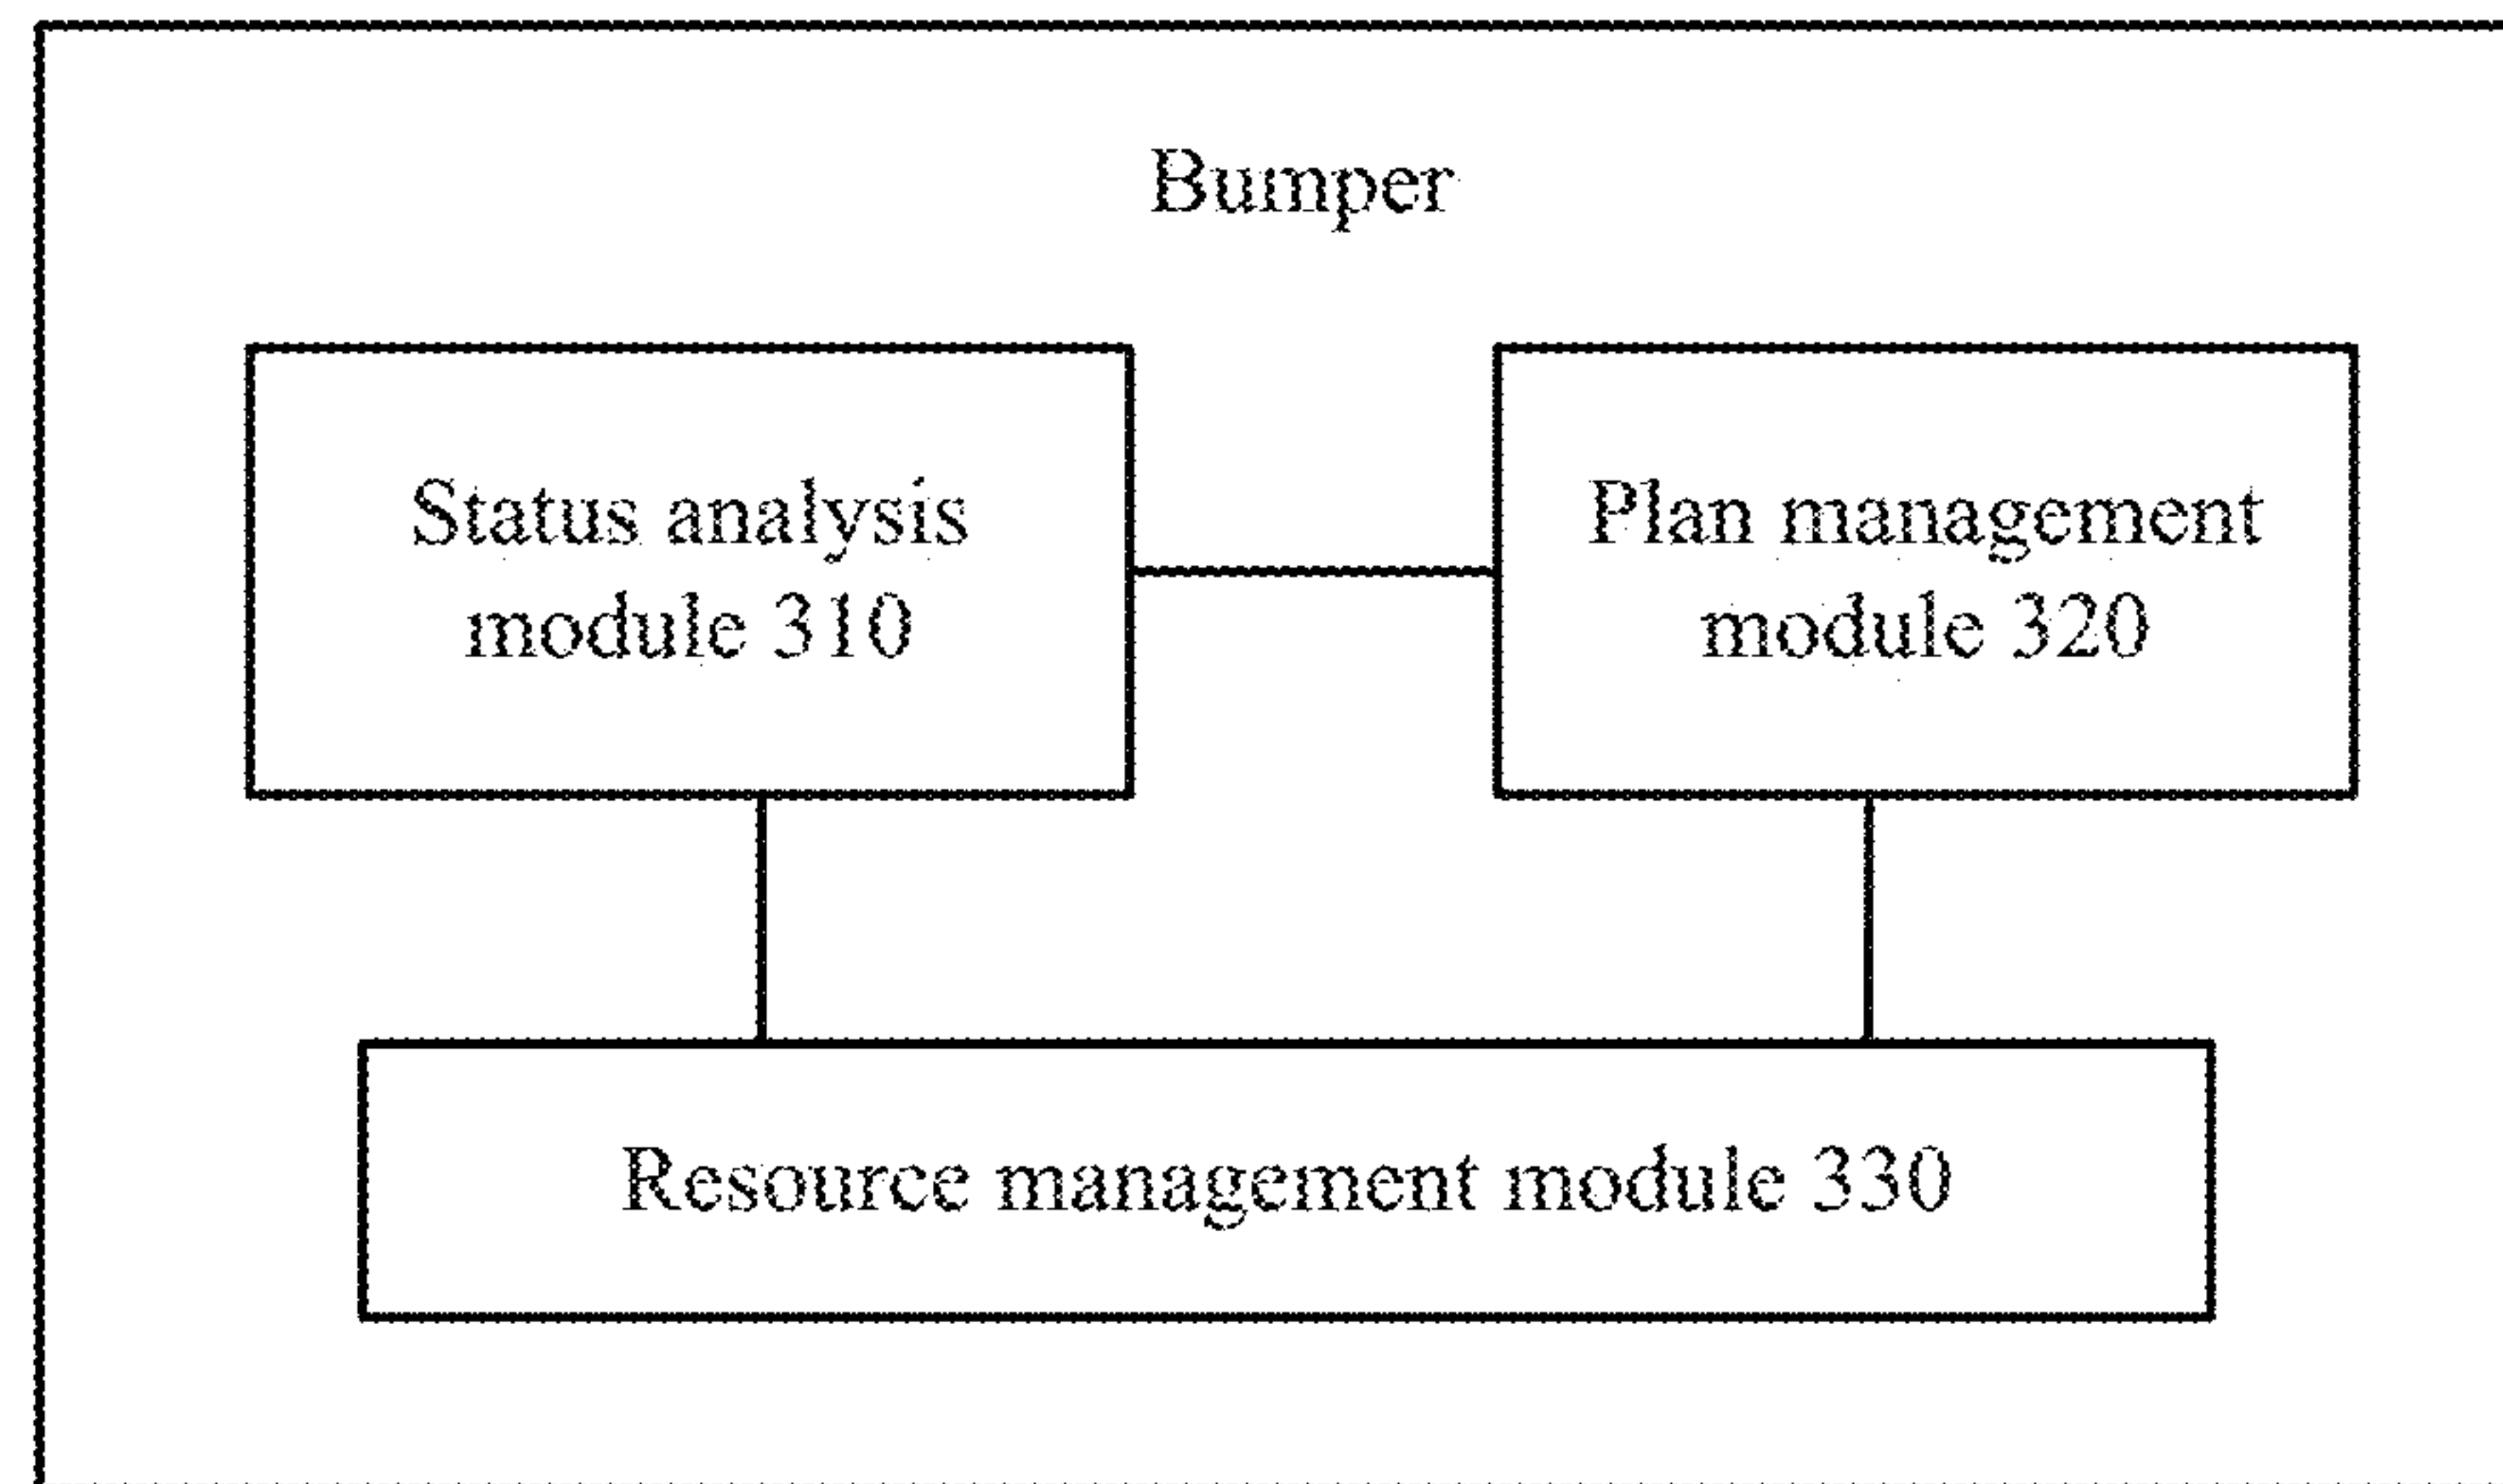 Bumper
Status analysis
module 310
Plan management
module 320
Resource management module 330